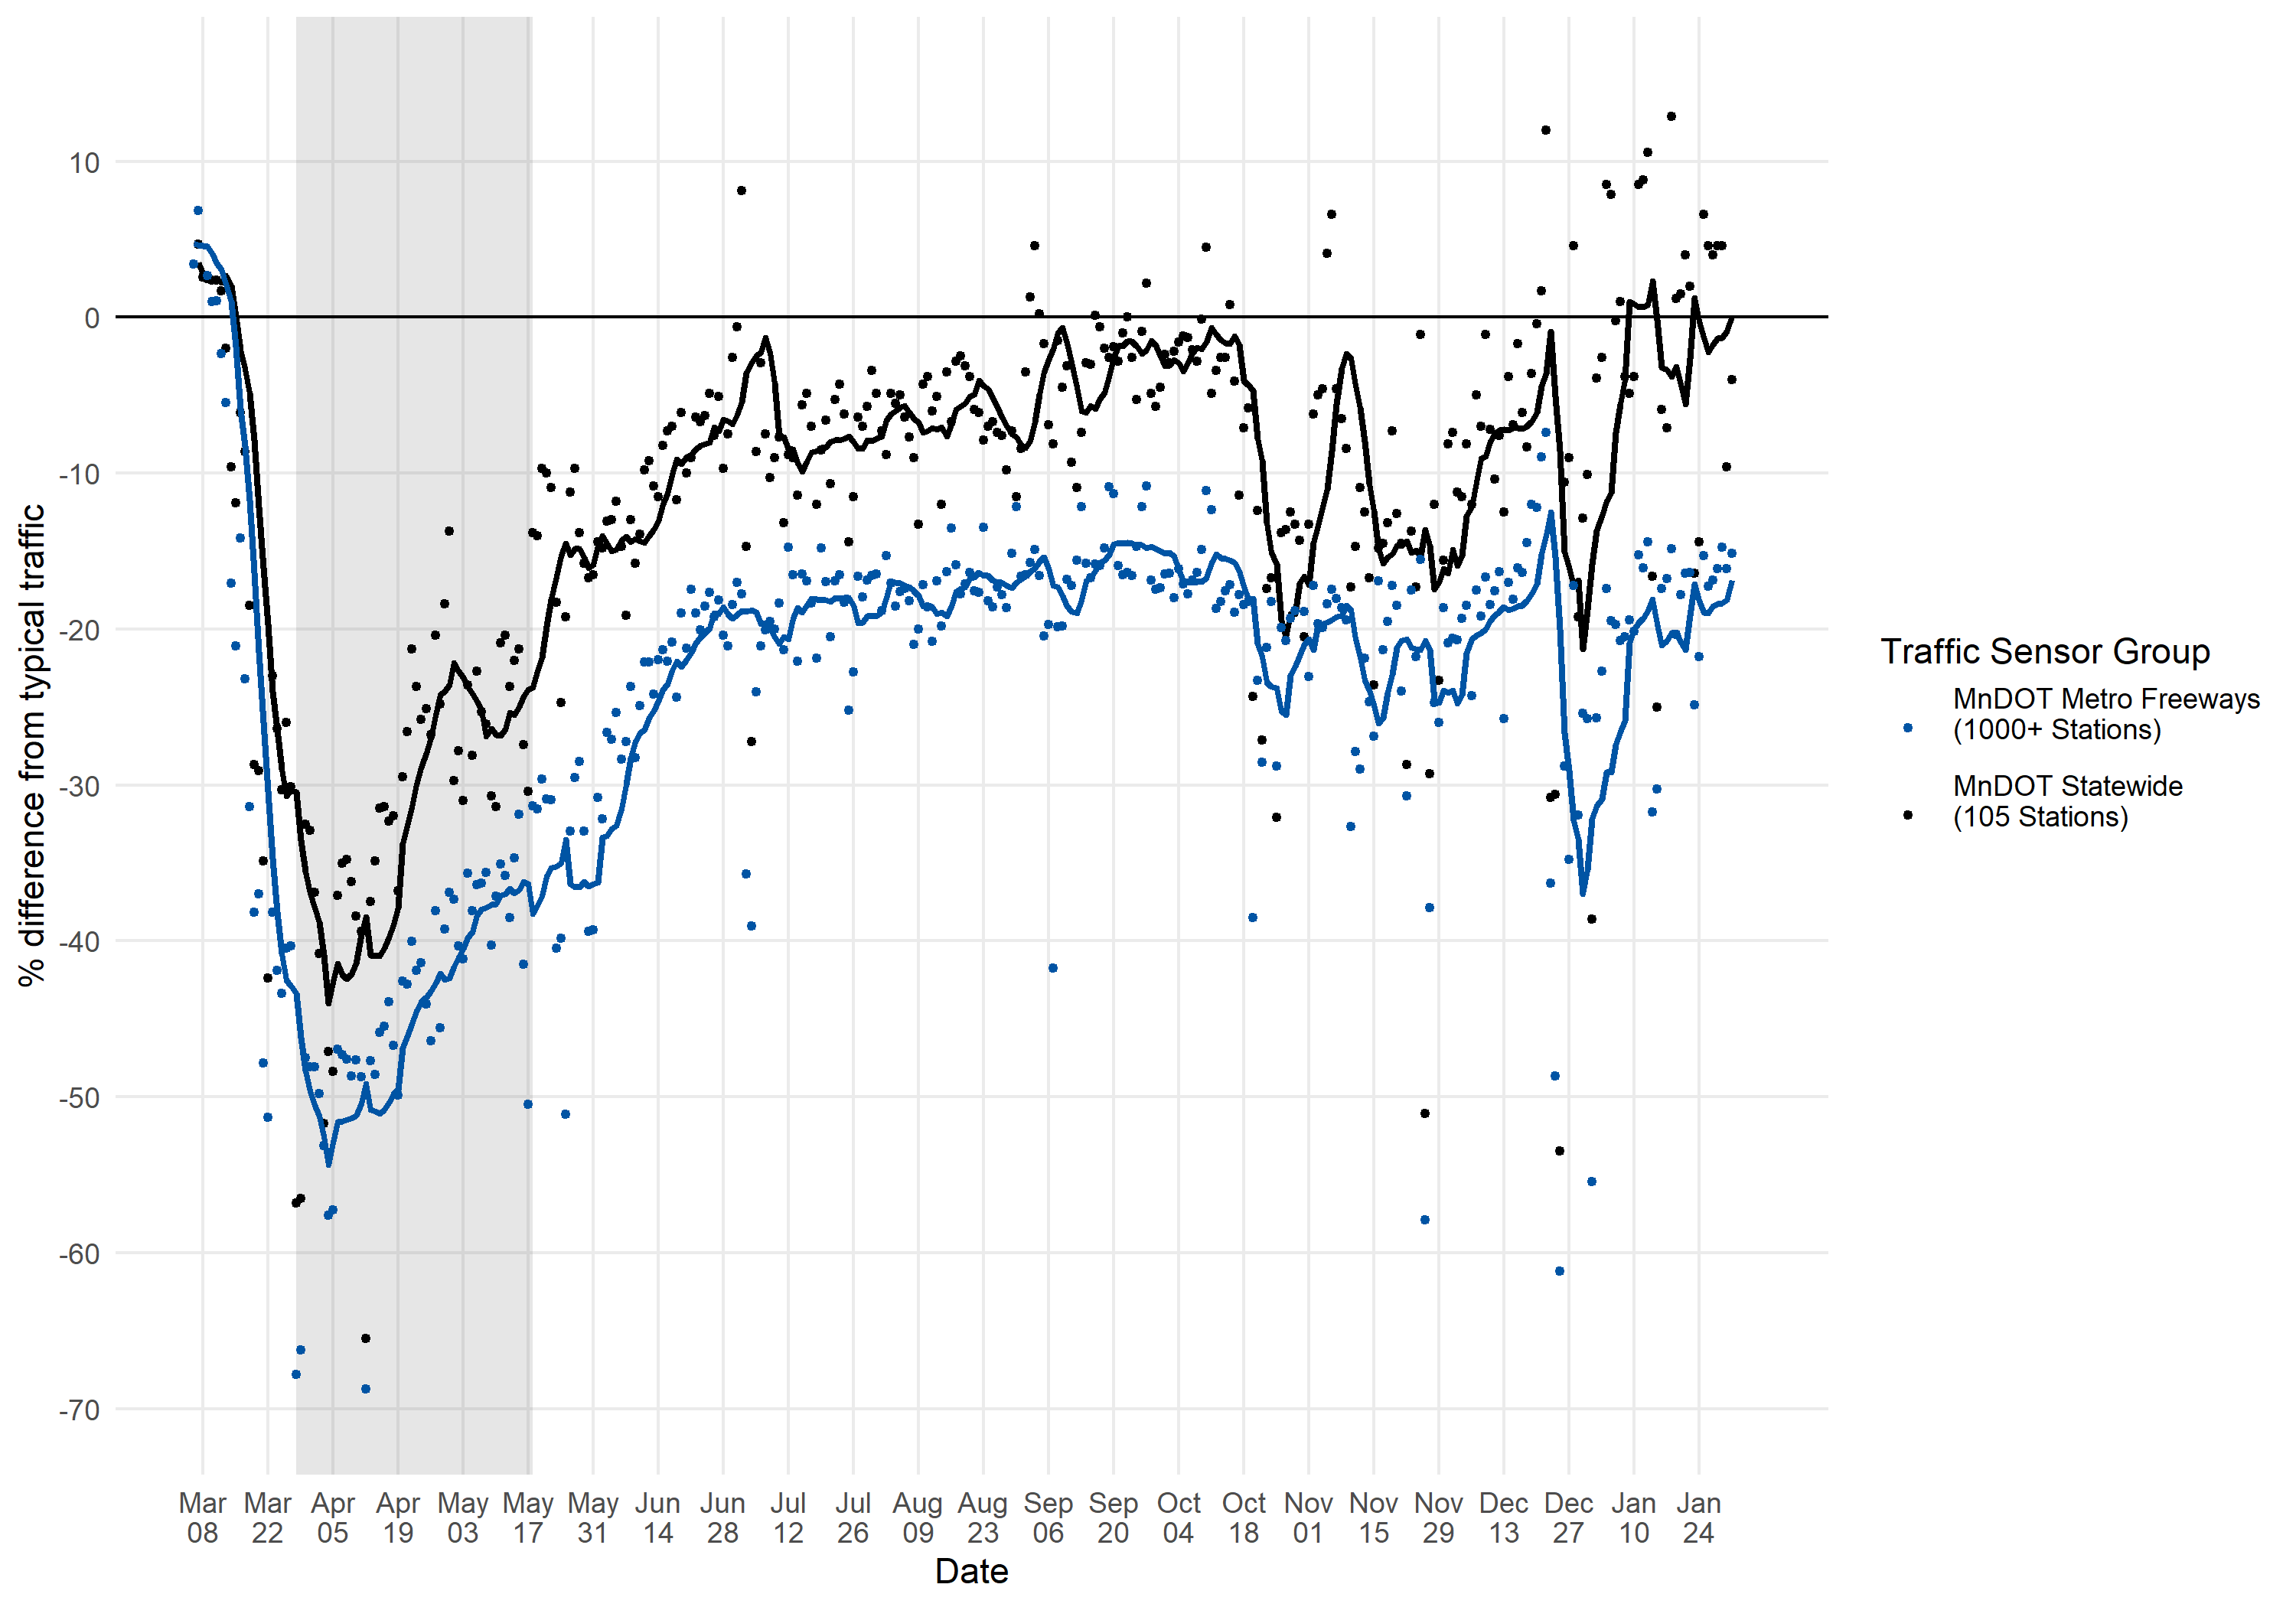 % difference from typical traffic
10
0
-10
-20
-30
-40
-50
-60
-70
Mar Mar Apr Apr May May May Jun Jun Jul Jul Aug Aug Sep Sep Oct Oct Nov Nov Nov Dec Dec Jan Jan
08 22 05 19 03 17 31 14 28 12 26 09 23 06 20 04 18 01 15 29 13 27 10 24
Date
Traffic Sensor Group
MnDOT Metro Freeways
(1000+ Stations)
MnDOT Statewide
(105 Stations)